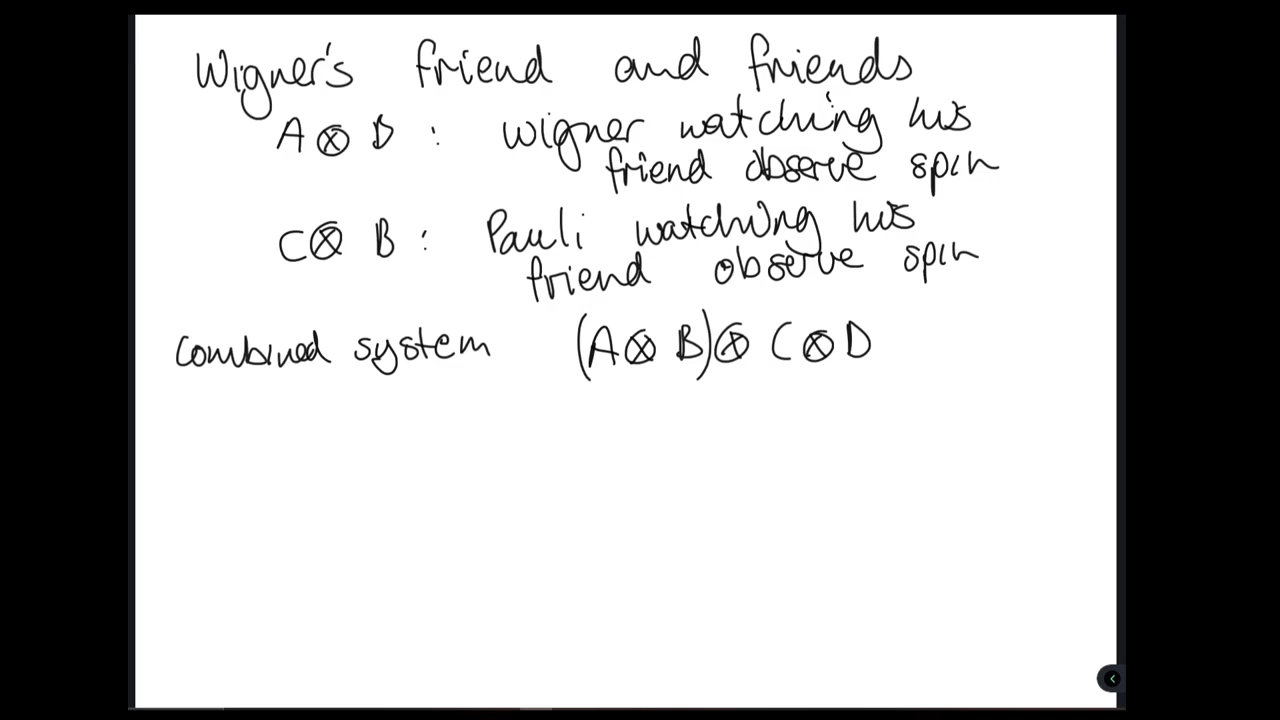 Wigner's friend and friends
A ⊗ B : Wigner watching his
friend observe spin
C ⊗ B : Pauli watching his
friend observe spin
Combined system (A ⊗ B) ⊗ C ⊗ D